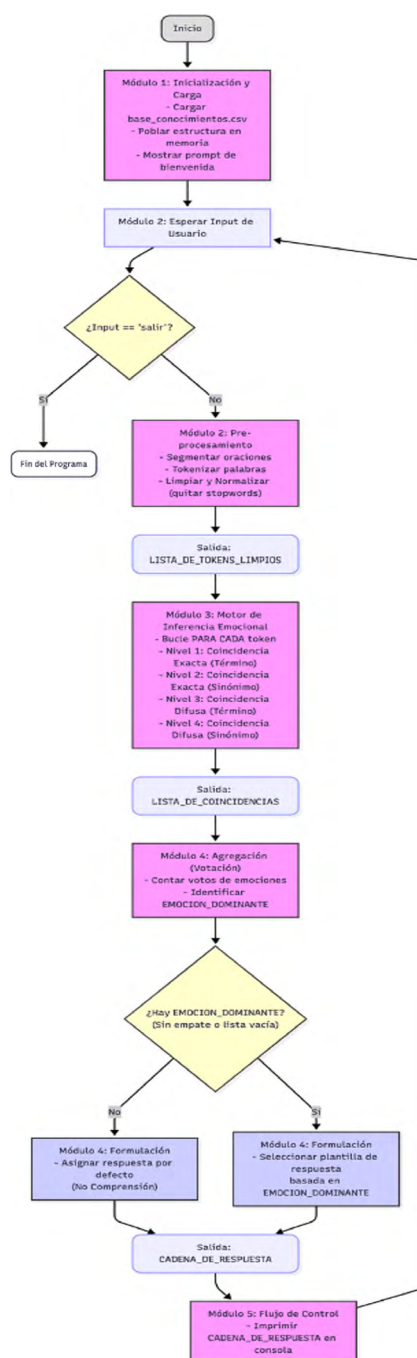 Inicio
Módulo 1: Inicialización y
Carga
- Cargar
base_conocimientos.csv
- Poblar estructura en
memoria
- Mostrar prompt de
bienvenida
Módulo 2: Esperar Input de
Usuario
¿Input == 'salir'?
Sí
No
Fin del Programa
Módulo 2: Pre-
procesamiento
- Segmentar oraciones
- Tokenizar palabras
- Limpiar y Normalizar
(quitar stopwords)
Salida:
LISTA_DE_TOKENS_LIMPIOS
Módulo 3: Motor de
Inferencia Emocional
- Bucle PARA CADA token
- Nivel 1: Coincidencia
Exacta (Término)
- Nivel 2: Coincidencia
Exacta (Sinónimo)
- Nivel 3: Coincidencia
Difusa (Término)
- Nivel 4: Coincidencia
Difusa (Sinónimo)
Salida:
LISTA_DE_COINCIDENCIAS
Módulo 4: Agregación
(Votación)
- Contar votos de emociones
- Identificar
EMOCION_DOMINANTE
¿Hay EMOCION_DOMINANTE?
(Sin empate o lista vacía)
No
Sí
Módulo 4: Formulación
- Asignar respuesta por
defecto
(No Comprensión)
Módulo 4: Formulación
- Seleccionar plantilla de
respuesta
basada en
EMOCION_DOMINANTE
Salida:
CADENA_DE_RESPUESTA
Módulo 5: Flujo de Control
- Imprimir
CADENA_DE_RESPUESTA en
consola